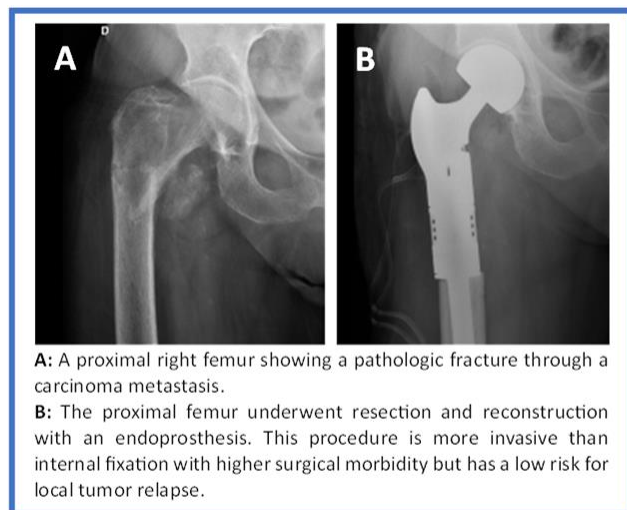 D
A
B
A: A proximal right femur showing a pathologic fracture through a
carcinoma metastasis.
B: The proximal femur underwent resection and reconstruction
with an endoprosthesis. This procedure is more invasive than
internal fixation with higher surgical morbidity but has a low risk for
local tumor relapse.